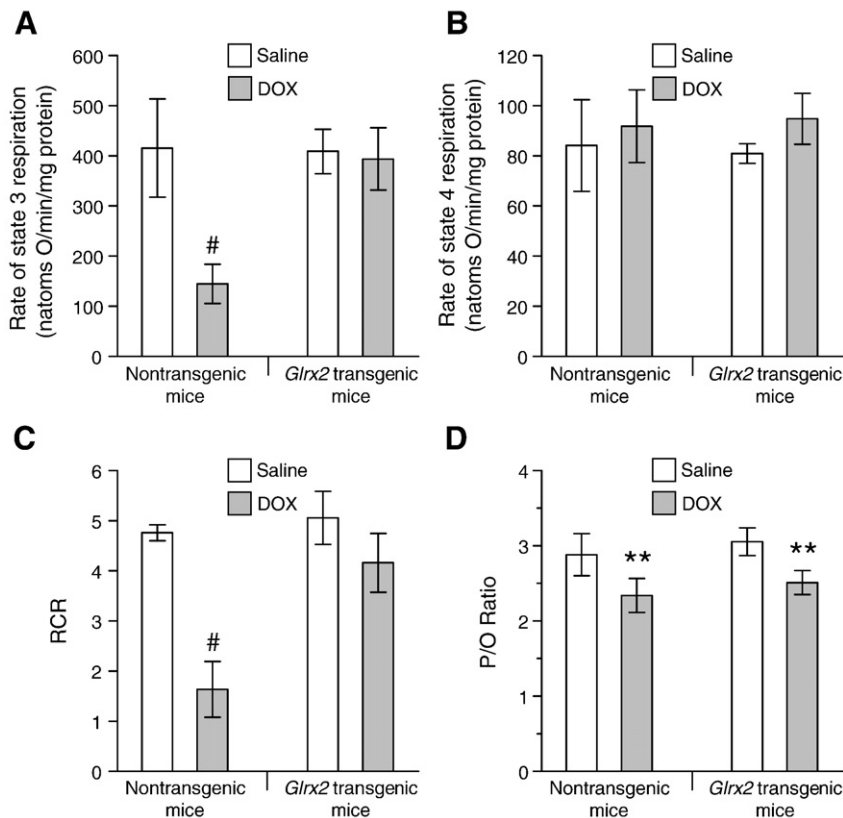 A
Rate of state 3 respiration
(natoms O/min/mg protein)
600
500
400
300
200
100
0
Saline
DOX
#
Nontransgenic
mice
Glrx2 transgenic
mice
B
Rate of state 4 respiration
(natoms O/min/mg protein)
120
100
80
60
40
20
0
Saline
DOX
Nontransgenic
mice
Glrx2 transgenic
mice
C
RCR
6
5
4
3
2
1
0
Saline
DOX
#
Nontransgenic
mice
Glrx2 transgenic
mice
D
P/O Ratio
4
3
2
1
0
Saline
DOX
**
**
Nontransgenic
mice
Glrx2 transgenic
mice